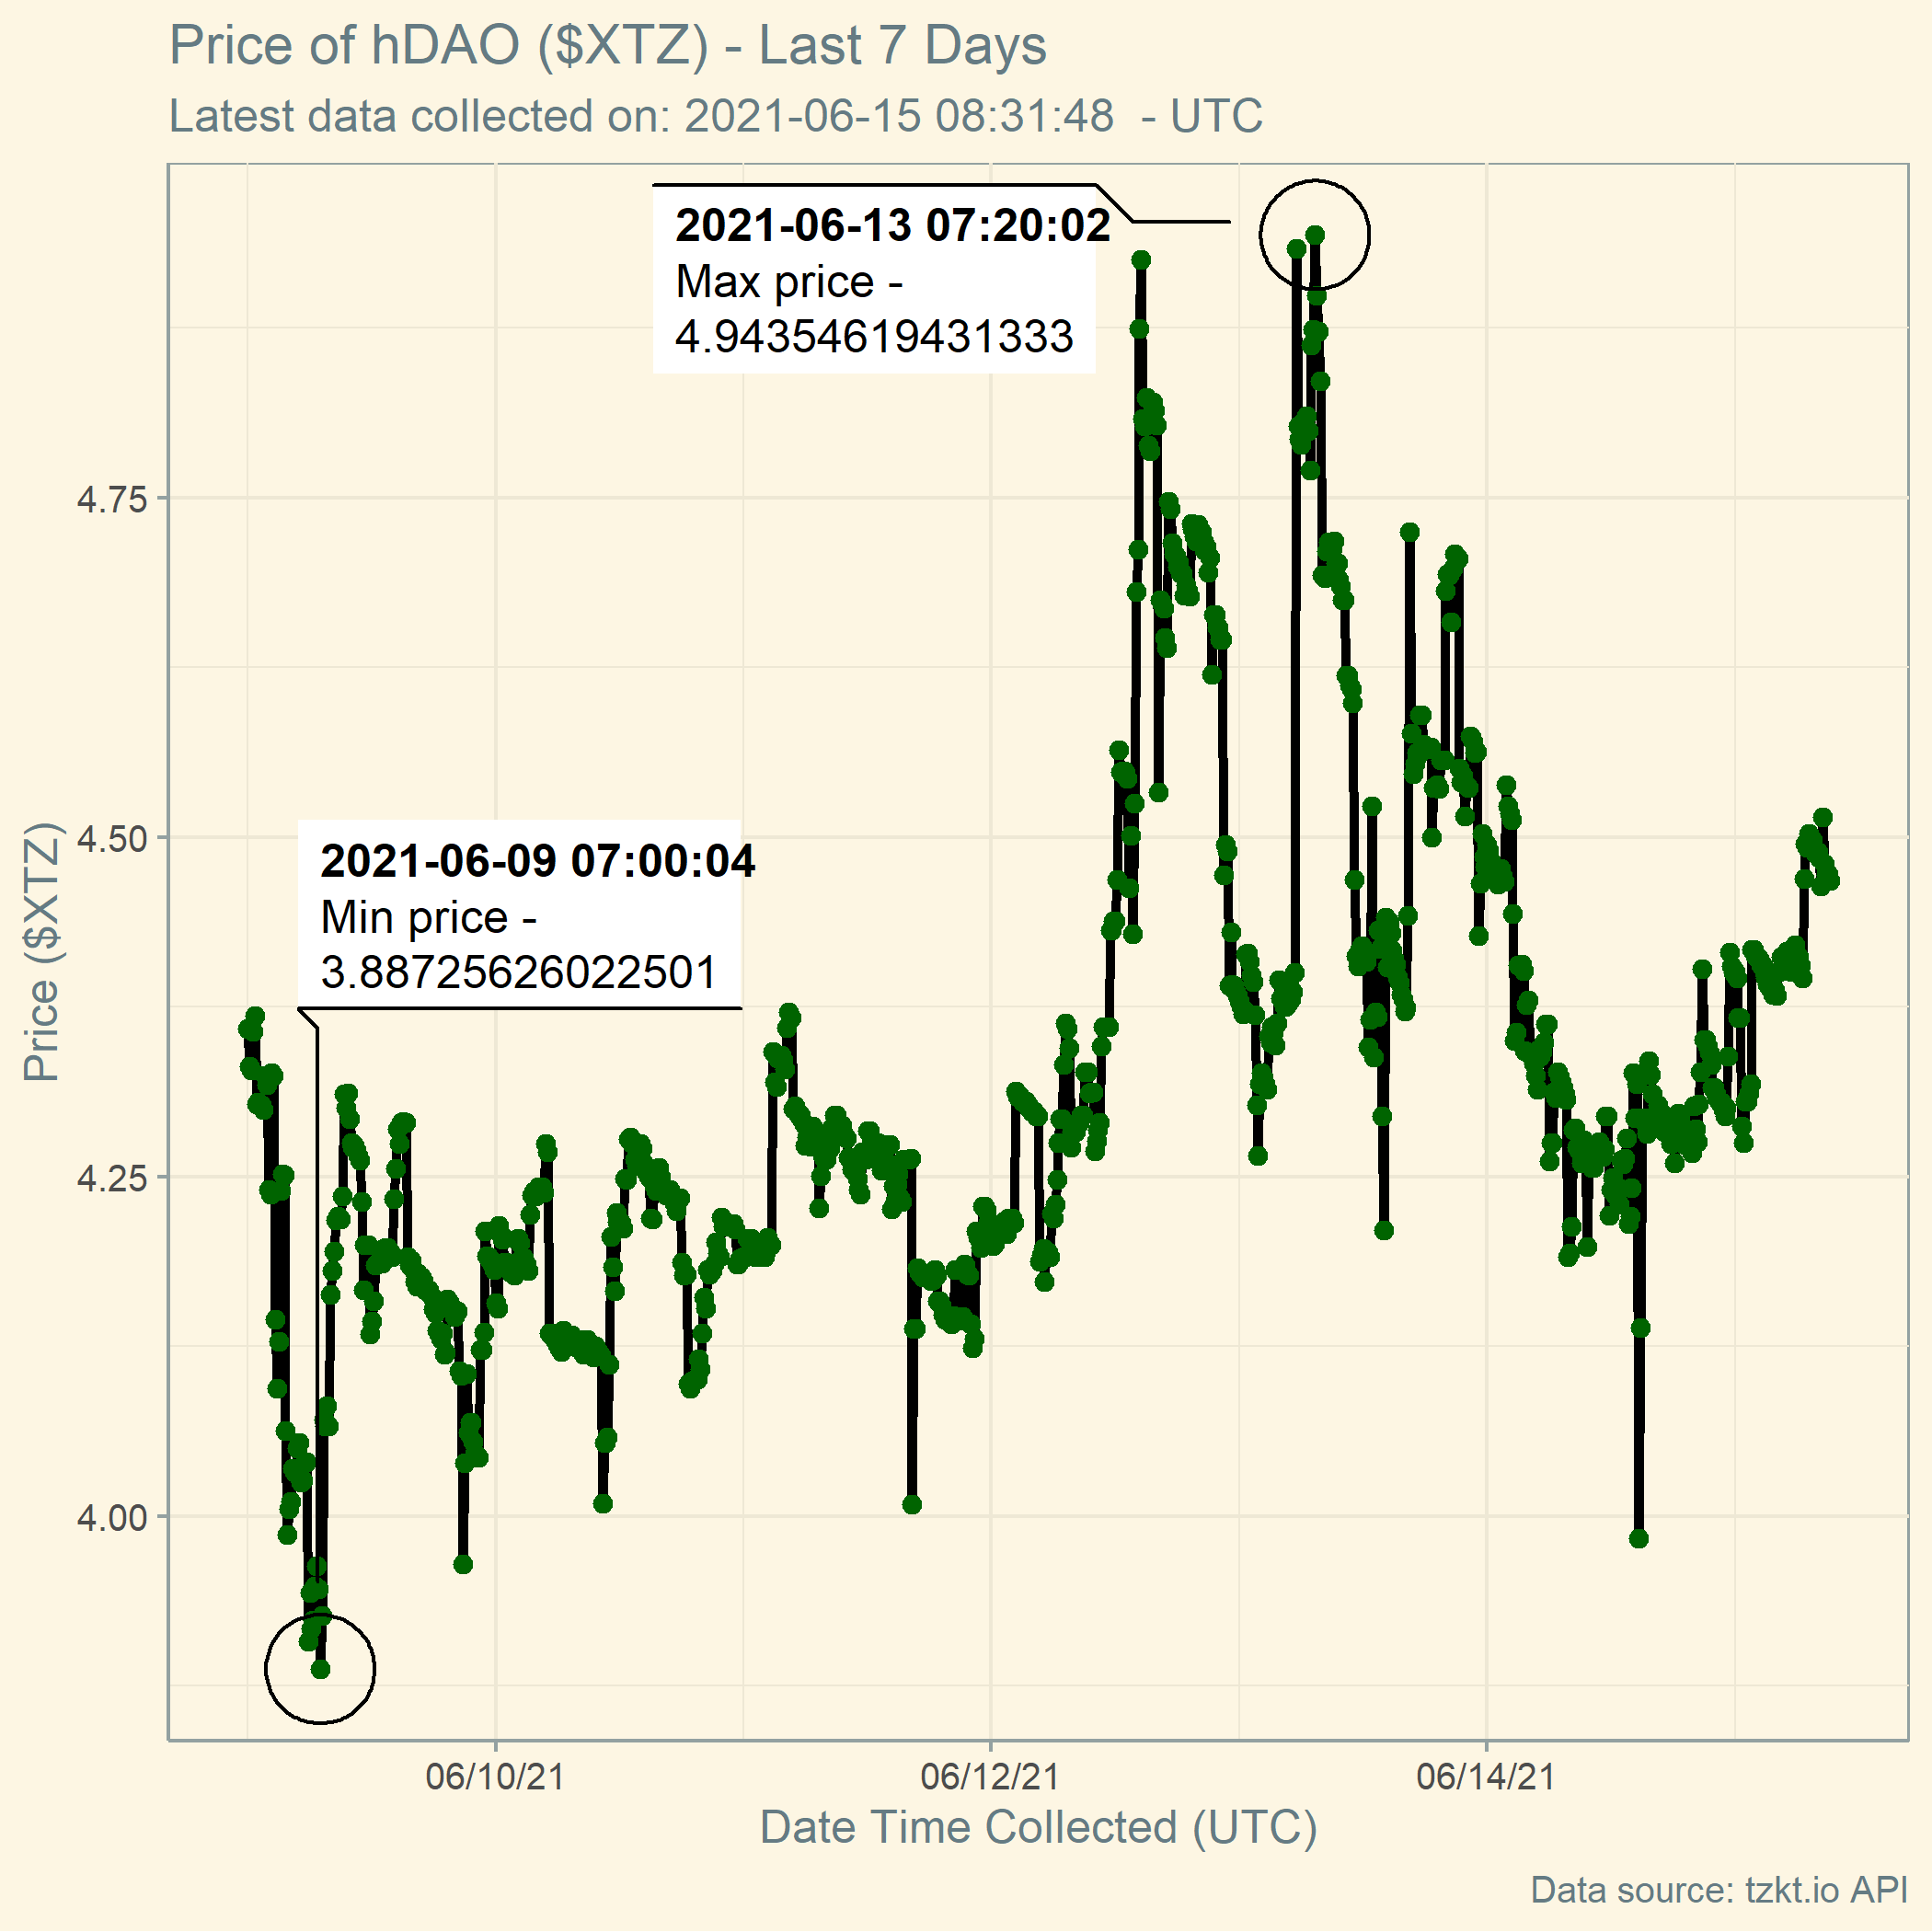 Price of hDAO ($XTZ) - Last 7 Days
Latest data collected on: 2021-06-15 08:31:48  - UTC
2021-06-13 07:20:02
Max price -
4.94354619431333
4.75
4.50
2021-06-09 07:00:04
Min price -
3.88725626022501
Price ($XTZ)
4.25
4.00
06/10/21
06/12/21
06/14/21
Date Time Collected (UTC)
Data source: tzkt.io API